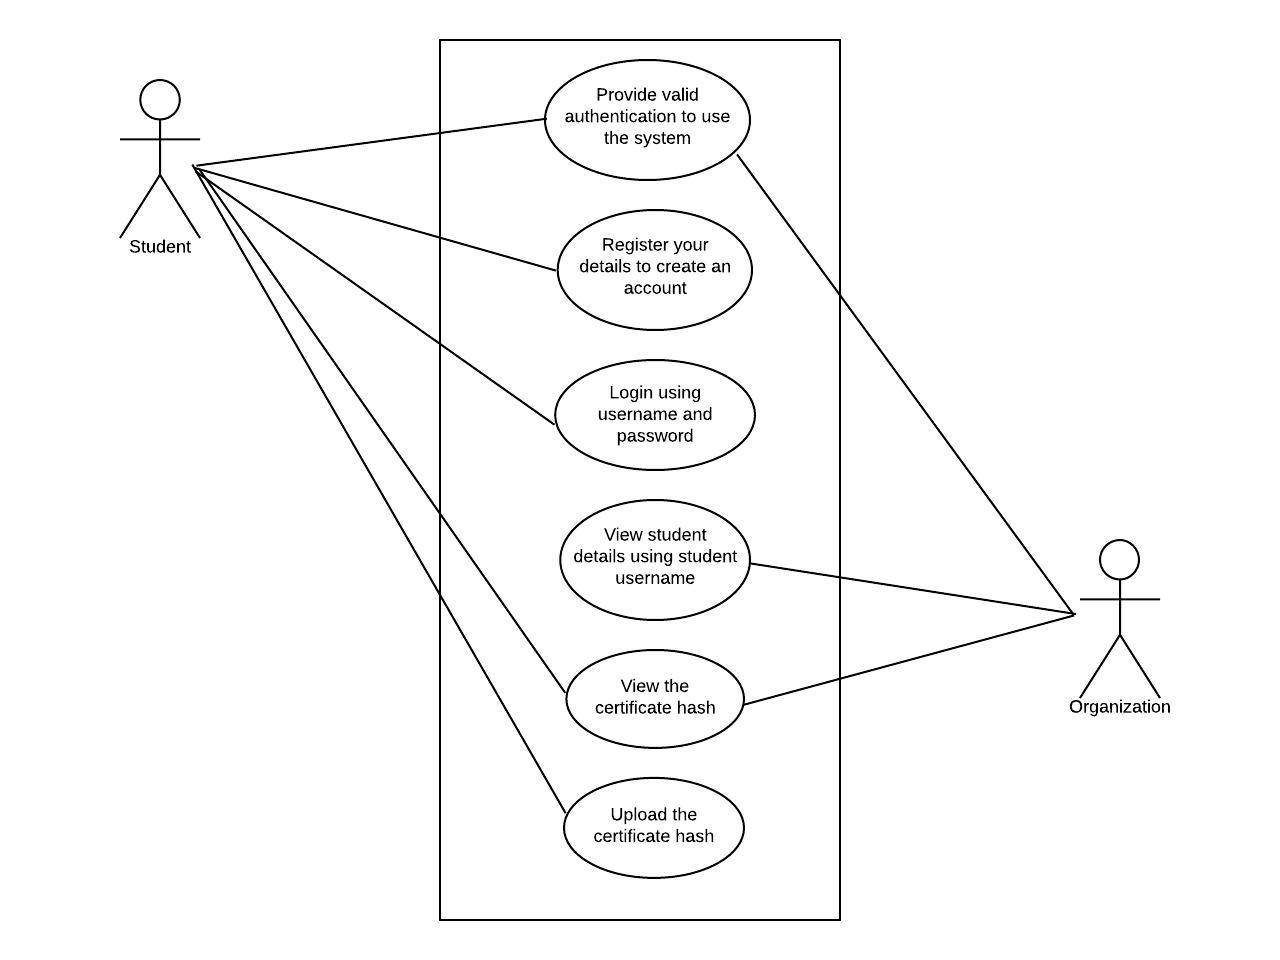 Student
Provide valid
authentication to use
the system
Register your
details to create an
account
Login using
username and
password
View student
details using student
username
View the
certificate hash
Upload the
certificate hash
Organization